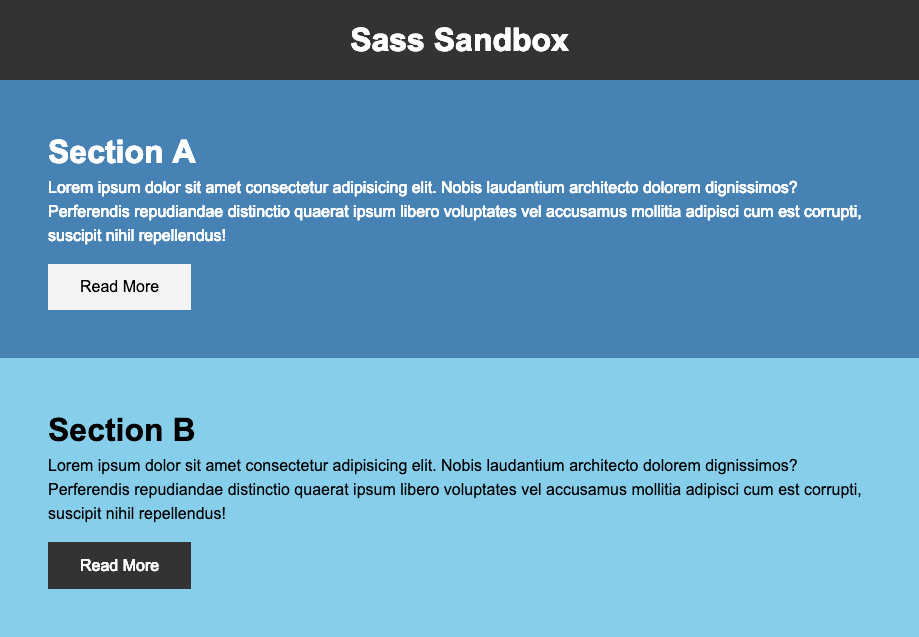 Sass Sandbox
Section A
Lorem ipsum dolor sit amet consectetur adipisicing elit. Nobis laudantium architecto dolorem dignissimos?
Perferendis repudiandae distinctio quaerat ipsum libero voluptates vel accusamus mollitia adipisci cum est corrupti,
suscipit nihil repellendus!
Read More
Section B
Lorem ipsum dolor sit amet consectetur adipisicing elit. Nobis laudantium architecto dolorem dignissimos?
Perferendis repudiandae distinctio quaerat ipsum libero voluptates vel accusamus mollitia adipisci cum est corrupti,
suscipit nihil repellendus!
Read More